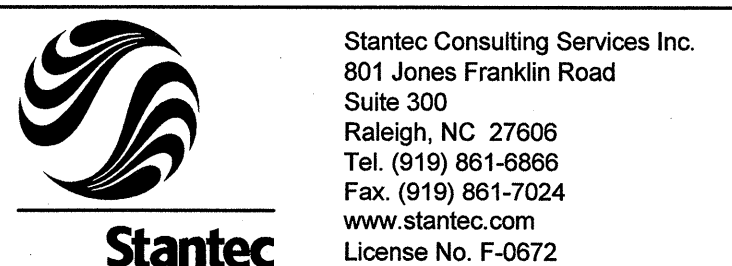 Stantec Consulting Services Inc.
801 Jones Franklin Road
Suite 300
Raleigh, NC 27606
Tel. (919) 861-6866
Fax. (919) 861-7024
www.stantec.com
License No. F-0672
Stantec